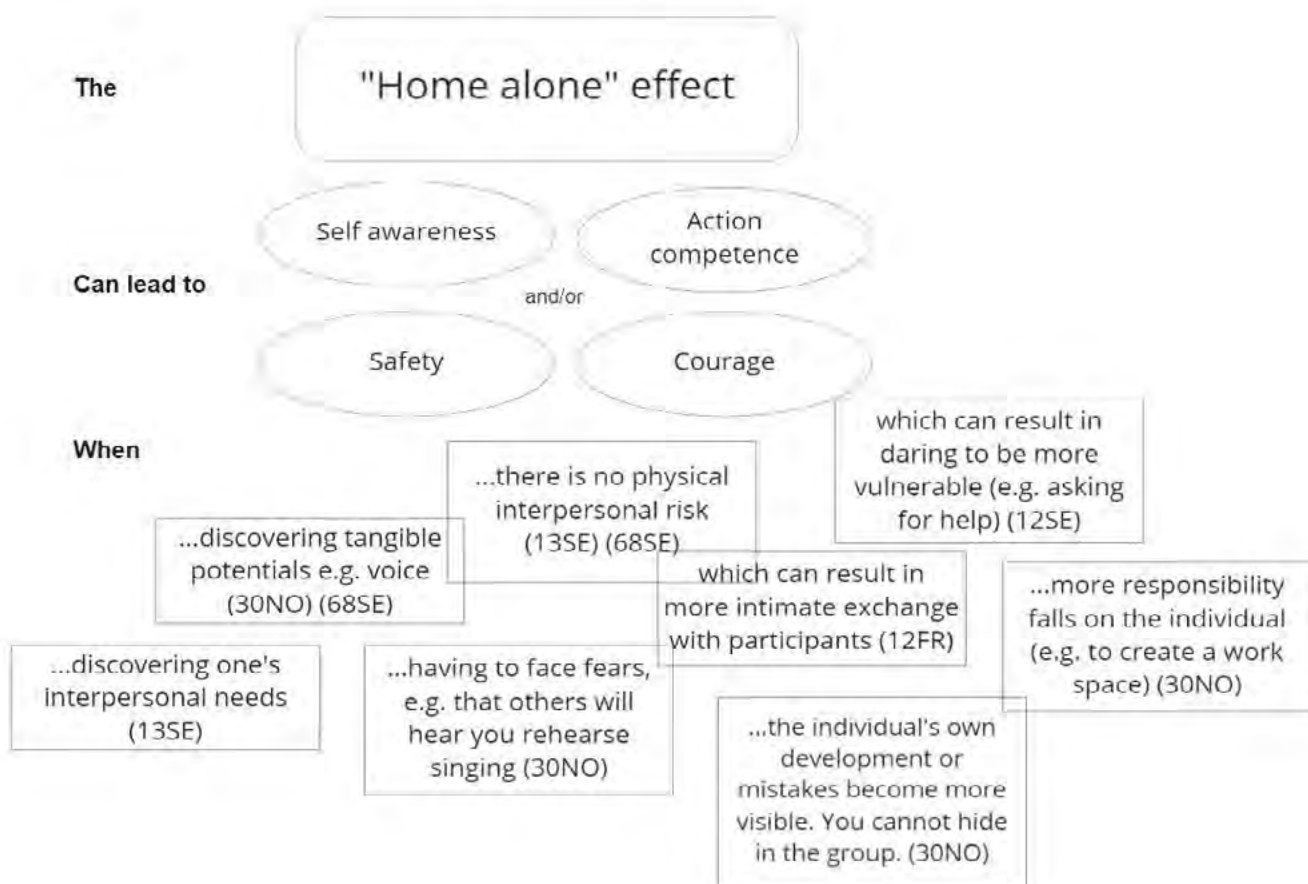 The
"Home alone" effect
Self awareness
Action
competence
Can lead to
and/or
Safety
Courage
When
which can result in
daring to be more
vulnerable (e.g. asking
for help) (12SE)
...there is no physical
interpersonal risk
(13SE) (68SE)
...discovering tangible
potentials e.g. voice
(30NO) (68SE)
which can result in
more intimate exchange
with participants (12FR)
...more responsibility
falls on the individual
(e.g. to create a work
space) (30NO)
...discovering one's
interpersonal needs
(13SE)
...having to face fears,
e.g. that others will
hear you rehearse
singing (30NO)
...the individual's own
development or
mistakes become more
visible. You cannot hide
in the group. (30NO)